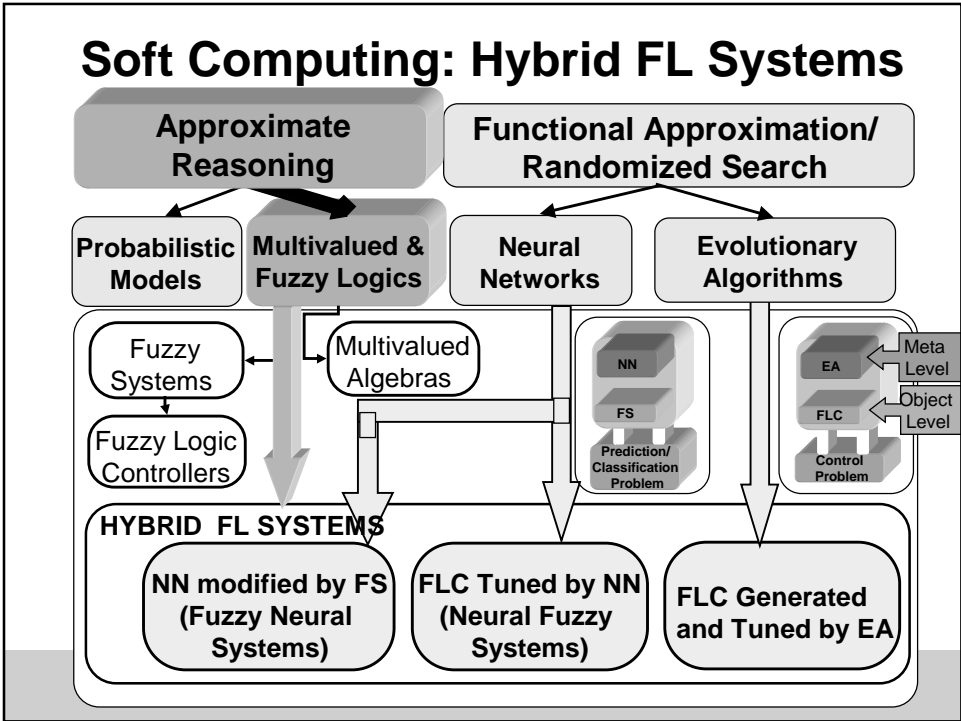 Soft Computing: Hybrid FL Systems
Approximate
Reasoning
Functional Approximation/
Randomized Search
Probabilistic
Models
Multivalued &
Fuzzy Logics
Neural
Networks
Evolutionary
Algorithms
Fuzzy
Systems
Multivalued
Algebras
Fuzzy Logic
Controllers
NN
FS
Prediction/
Classification
Problem
EA
FLC
Control
Problem
Meta
Level
Object
Level
HYBRID FL SYSTEMS
NN modified by FS
(Fuzzy Neural
Systems)
FLC Tuned by NN
(Neural Fuzzy
Systems)
FLC Generated
and Tuned by EA